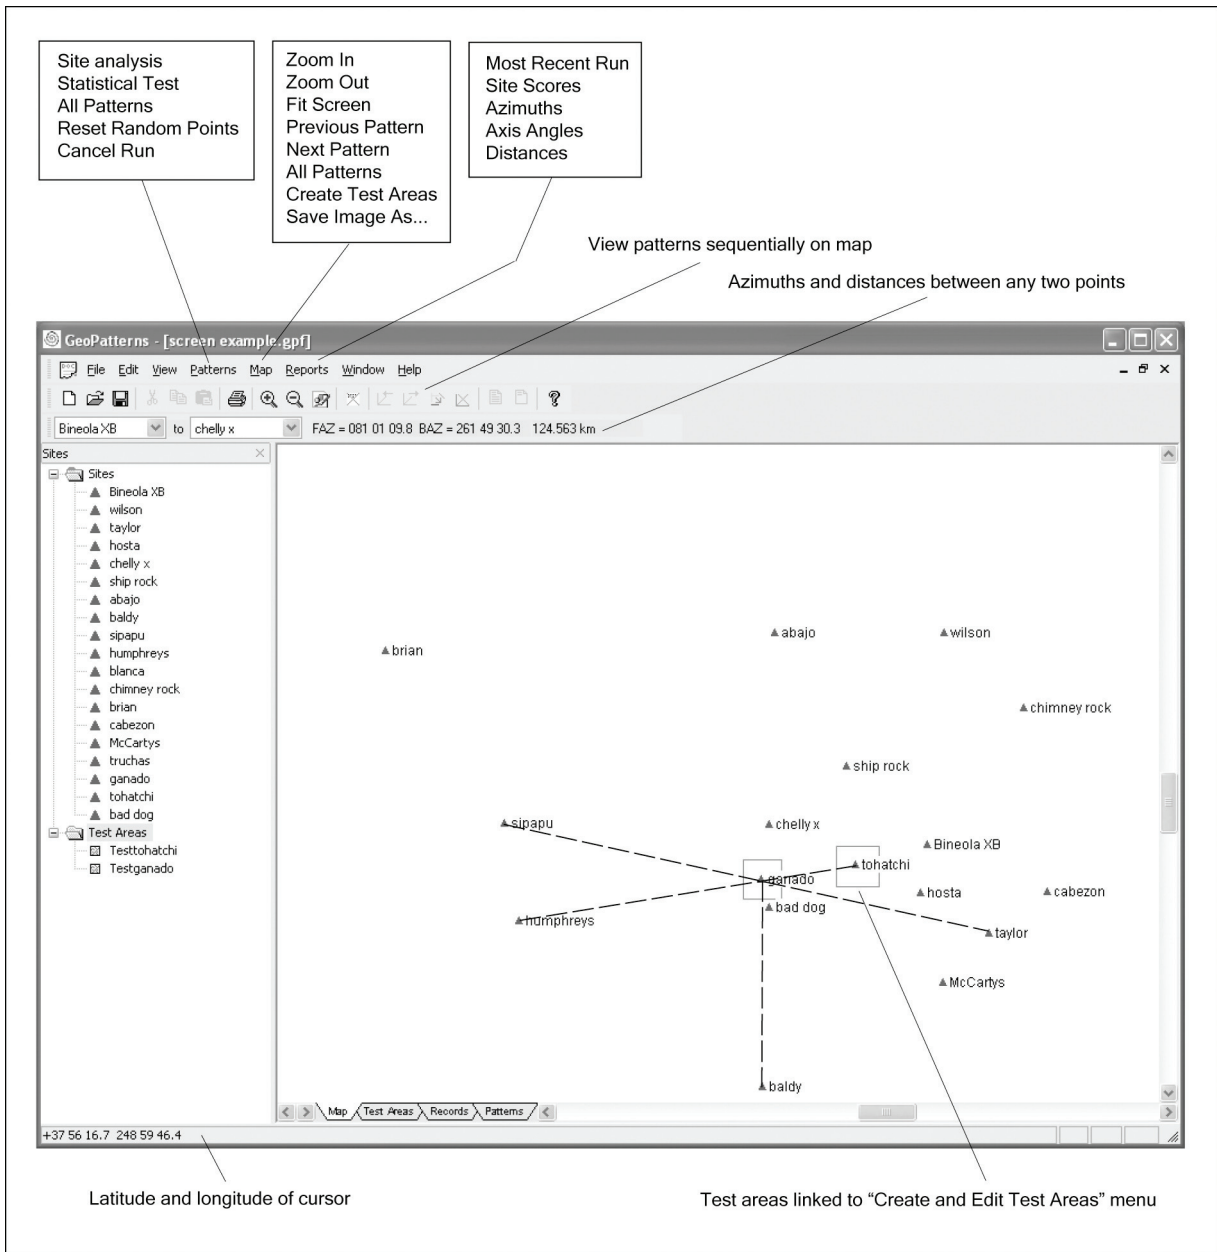 Site analysis
Statistical Test
All Patterns
Reset Random Points
Cancel Run
Zoom In
Zoom Out
Fit Screen
Previous Pattern
Next Pattern
All Patterns
Create Test Areas
Save Image As...
Most Recent Run
Site Scores
Azimuths
Axis Angles
Distances
View patterns sequentially on map
Azimuths and distances between any two points
GeoPatterns - [screen example.gpf]
File Edit View Patterns Map Reports Window Help
Bineola XB to chelly x FAZ = 081 01 09.8 BAZ = 261 49 30.3 124.563 km
Sites
Sites
Bineola XB
wilson
taylor
hosta
chelly x
ship rock
abajo
baldy
sipapu
humphreys
blanca
chimney rock
brian
cabezon
McCartys
truchas
ganado
tohatchi
bad dog
Test Areas
Testtohatchi
Testganado
abajo
wilson
brian
chimney rock
ship rock
sipapu
chelly x
Bineola XB
tohatchi
ganado
hosta
cabezon
bad dog
humphreys
taylor
McCartys
baldy
Map Test Areas Records Patterns
+37 56 16.7 248 59 46.4
Latitude and longitude of cursor
Test areas linked to “Create and Edit Test Areas” menu